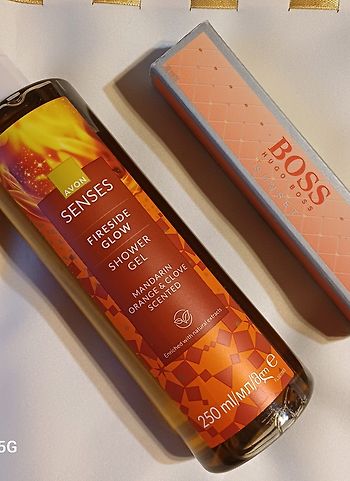 AVON
SENSES
FIRESIDE
GLOW
SHOWER
GEL
MANDARIN
ORANGE & CLOVE
SCENTED
Enriched with natural extracts
250 ml/мл/მლ e
BOSS
HUGO BOSS
5G